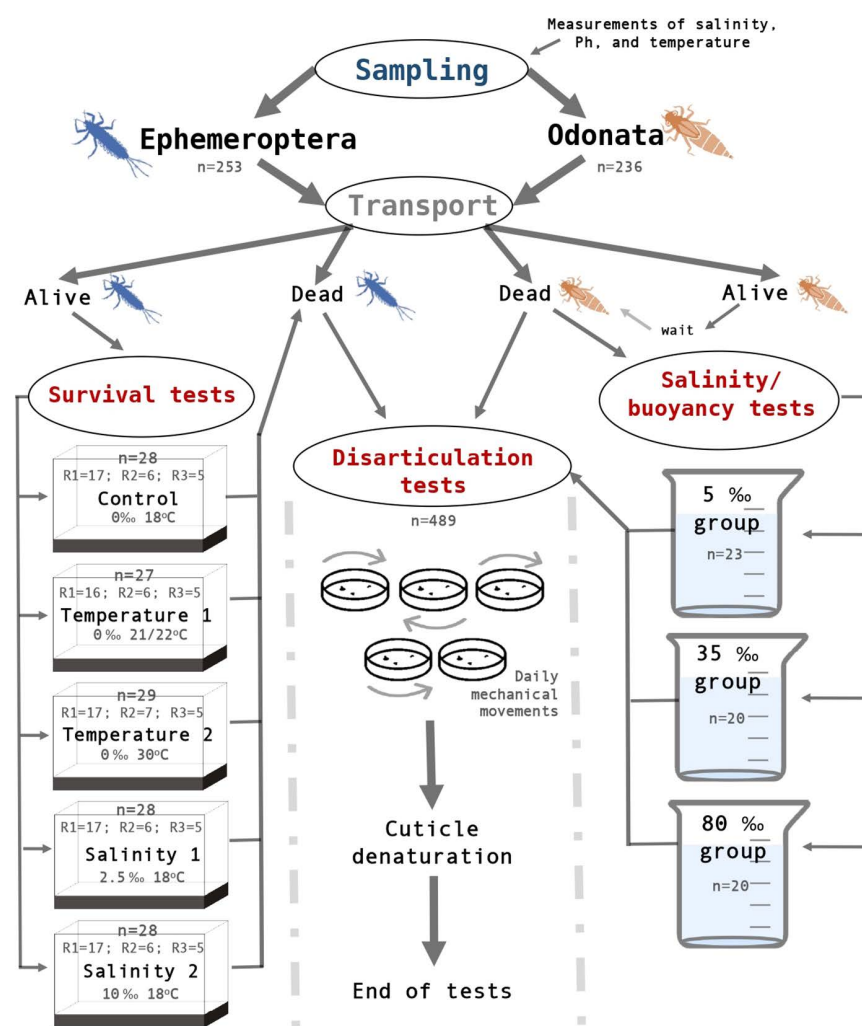 Measurements of salinity,
Ph, and temperature
Sampling
Ephemeroptera
n=253
Odonata
n=236
Transport
Alive
Dead
Dead
Alive
wait
Survival tests
Salinity/
buoyancy tests
Disarticulation
tests
n=489
n=28
R1=17; R2=6; R3=5
Control
0‰ 18ºC
n=27
R1=16; R2=6; R3=5
Temperature 1
0 ‰ 21/22ºC
n=29
R1=17; R2=7; R3=5
Temperature 2
0 ‰ 30ºC
n=28
R1=17; R2=6; R3=5
Salinity 1
2.5 ‰ 18ºC
n=28
R1=17; R2=6; R3=5
Salinity 2
10 ‰ 18ºC
Daily
mechanical
movements
Cuticle
denaturation
End of tests
5 ‰
group
n=23
35 ‰
group
n=20
80 ‰
group
n=20